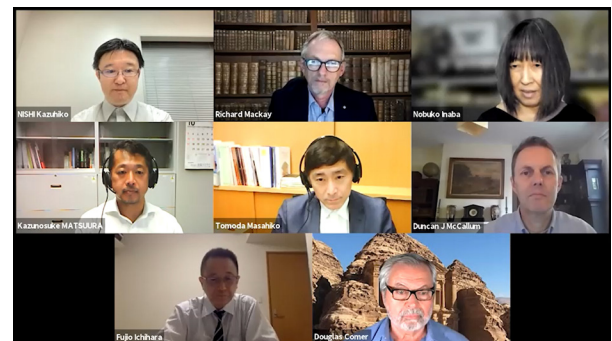 NISHI Kazuhiko
Richard Mackay
Nobuko Inaba
Kazunosuke MATSUURA
Tomoda Masahiko
Duncan J McCallum
Fujio Ichihara
Douglas Comer